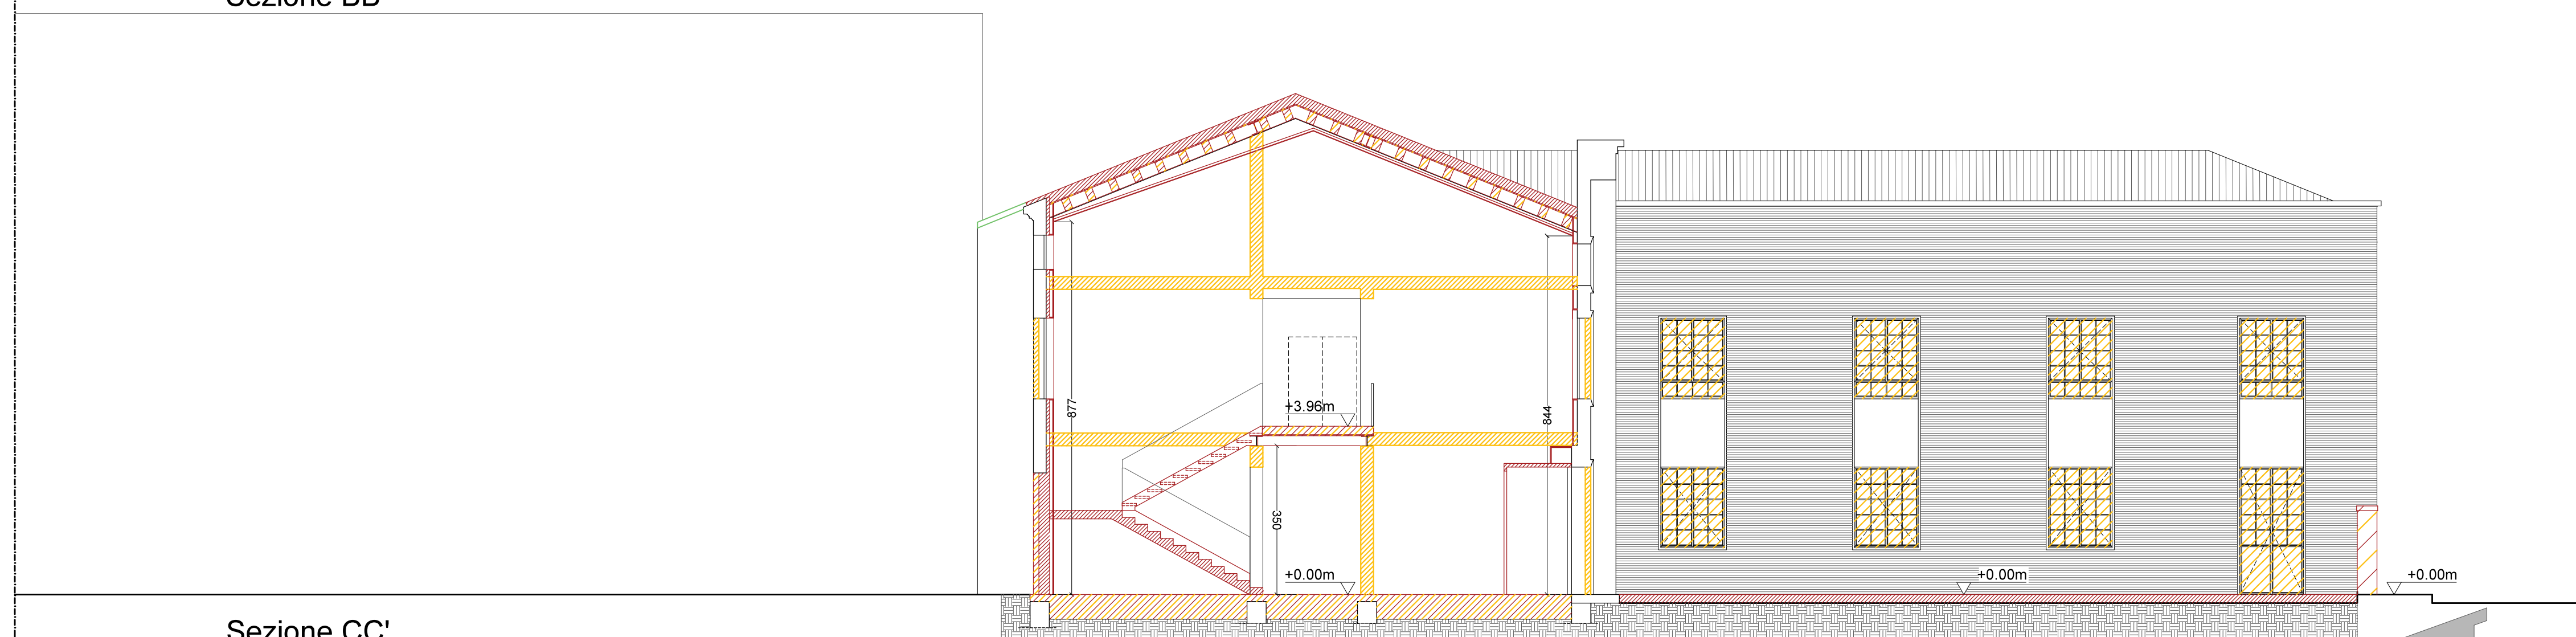 Sezione BB
877
844
+3.96m
350
+0.00m
+0.00m
+0.00m
Sezione CC'